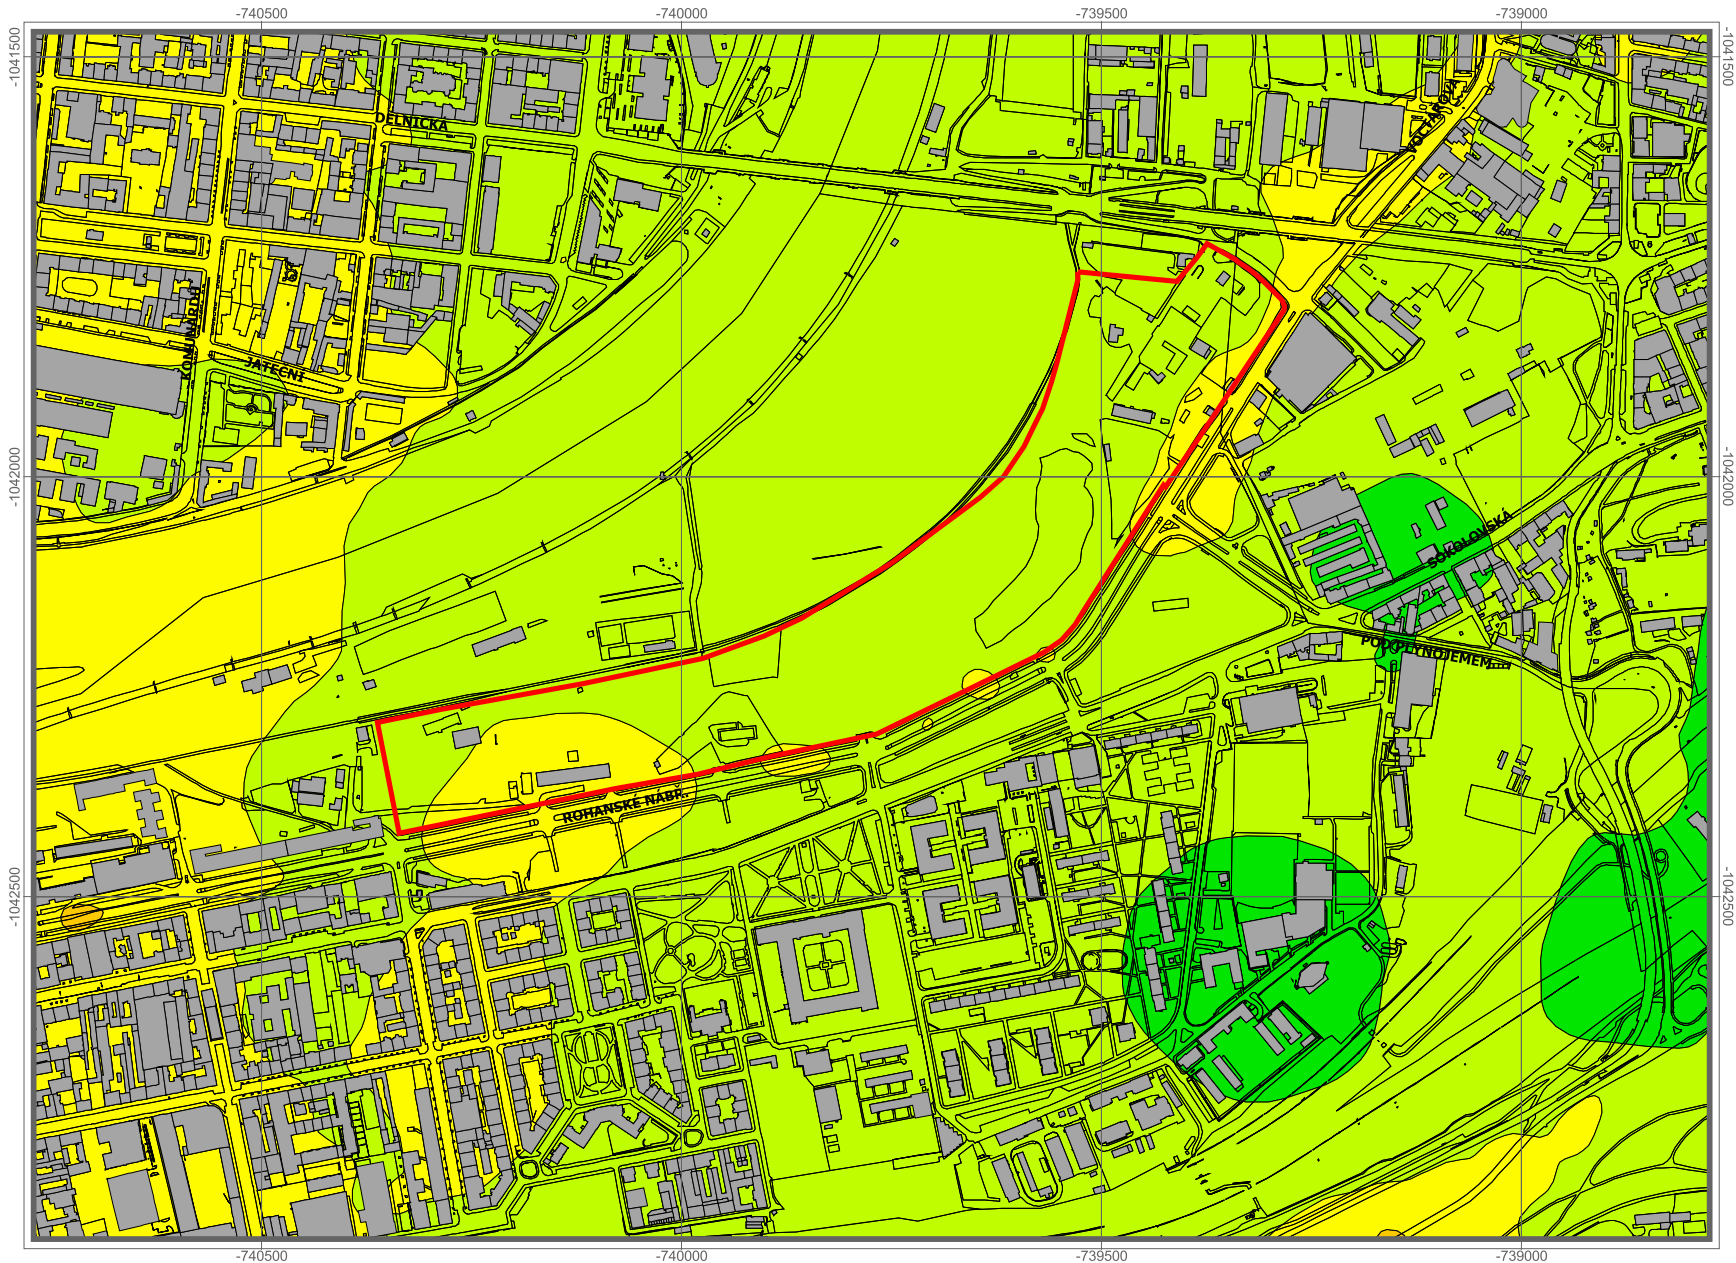 -740500 -740000 -739500 -739000
-1041500
-1041500
DĚLNICKÁ
VOCTÁŘOVA
KOMUNARDŮ
JATEČNÍ
-1042000
-1042000
SOKOLOVSKÁ
POD PLYNOJEMEM
ROHANSKÉ NÁBŘ.
-1042500
-1042500
-740500 -740000 -739500 -739000